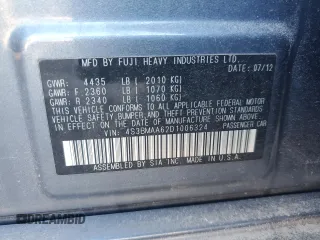 MFD BY FUJI HEAVY INDUSTRIES LTD.
DATE: 07/12
GVWR: 4435 LB (2010 KG)
GAWR: F 2360 LB (1070 KG)
GAWR: R 2340 LB (1060 KG)
THIS VEHICLE CONFORMS TO ALL APPLICABLE FEDERAL MOTOR
VEHICLE SAFETY, BUMPER, AND THEFT PREVENTION STANDARDS
IN EFFECT ON THE DATE OF MANUFACTURE SHOWN ABOVE.
VIN: 4S3BMAA62D1006324 PASSENGER CAR
ASSEMBLED BY SIA INC. MADE IN U.S.A.
AUTOBIDMASTER